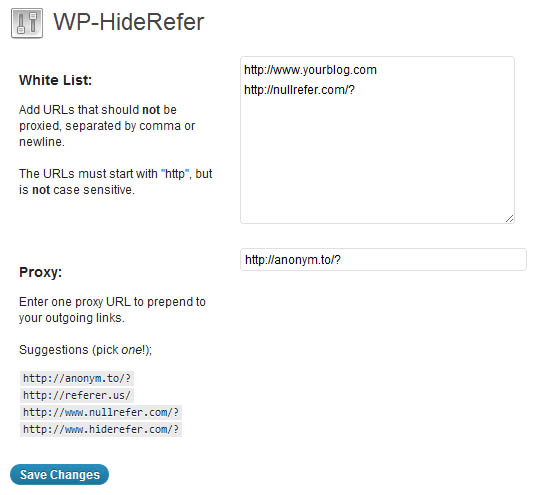 WP-HideRefer
White List:
Add URLs that should not be
proxied, separated by comma or
newline.
The URLs must start with "http", but
is not case sensitive.
http://www.yourblog.com
http://nullrefer.com/?
Proxy:
Enter one proxy URL to prepend to
your outgoing links.
Suggestions (pick one!);
http://anonym.to/?
http://referer.us/
http://www.nullrefer.com/?
http://www.hiderefer.com/?
http://anonym.to/?
Save Changes